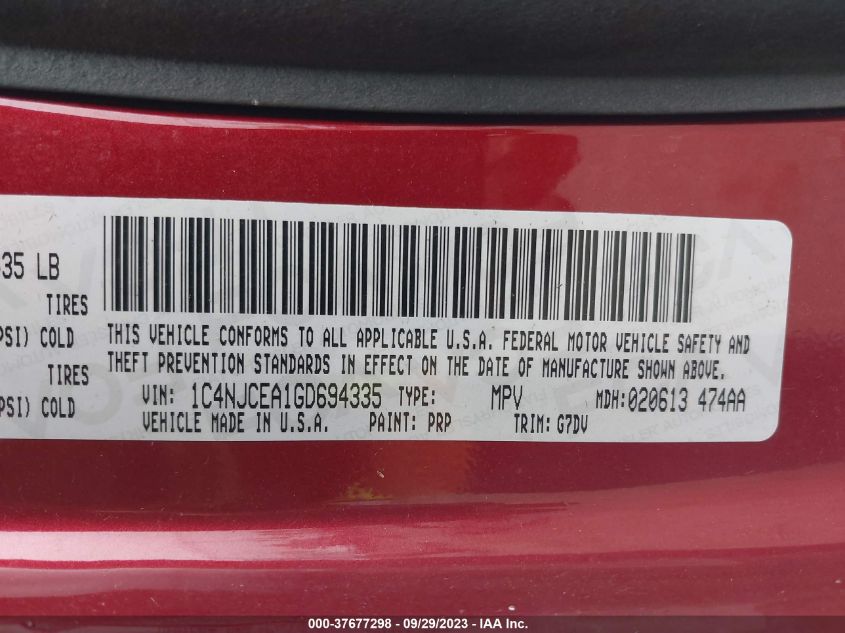 35 LB
TIRES
PSI) COLD
TIRES
PSI) COLD
THIS VEHICLE CONFORMS TO ALL APPLICABLE U.S.A. FEDERAL MOTOR VEHICLE SAFETY AND
THEFT PREVENTION STANDARDS IN EFFECT ON THE DATE OF MANUFACTURE SHOWN ABOVE.
VIN: 1C4NJCEA1GD694335 TYPE: MPV MDH:020613 474AA
VEHICLE MADE IN U.S.A. PAINT: PRP TRIM: G7DV
000-37677298 - 09/29/2023 - IAA Inc.